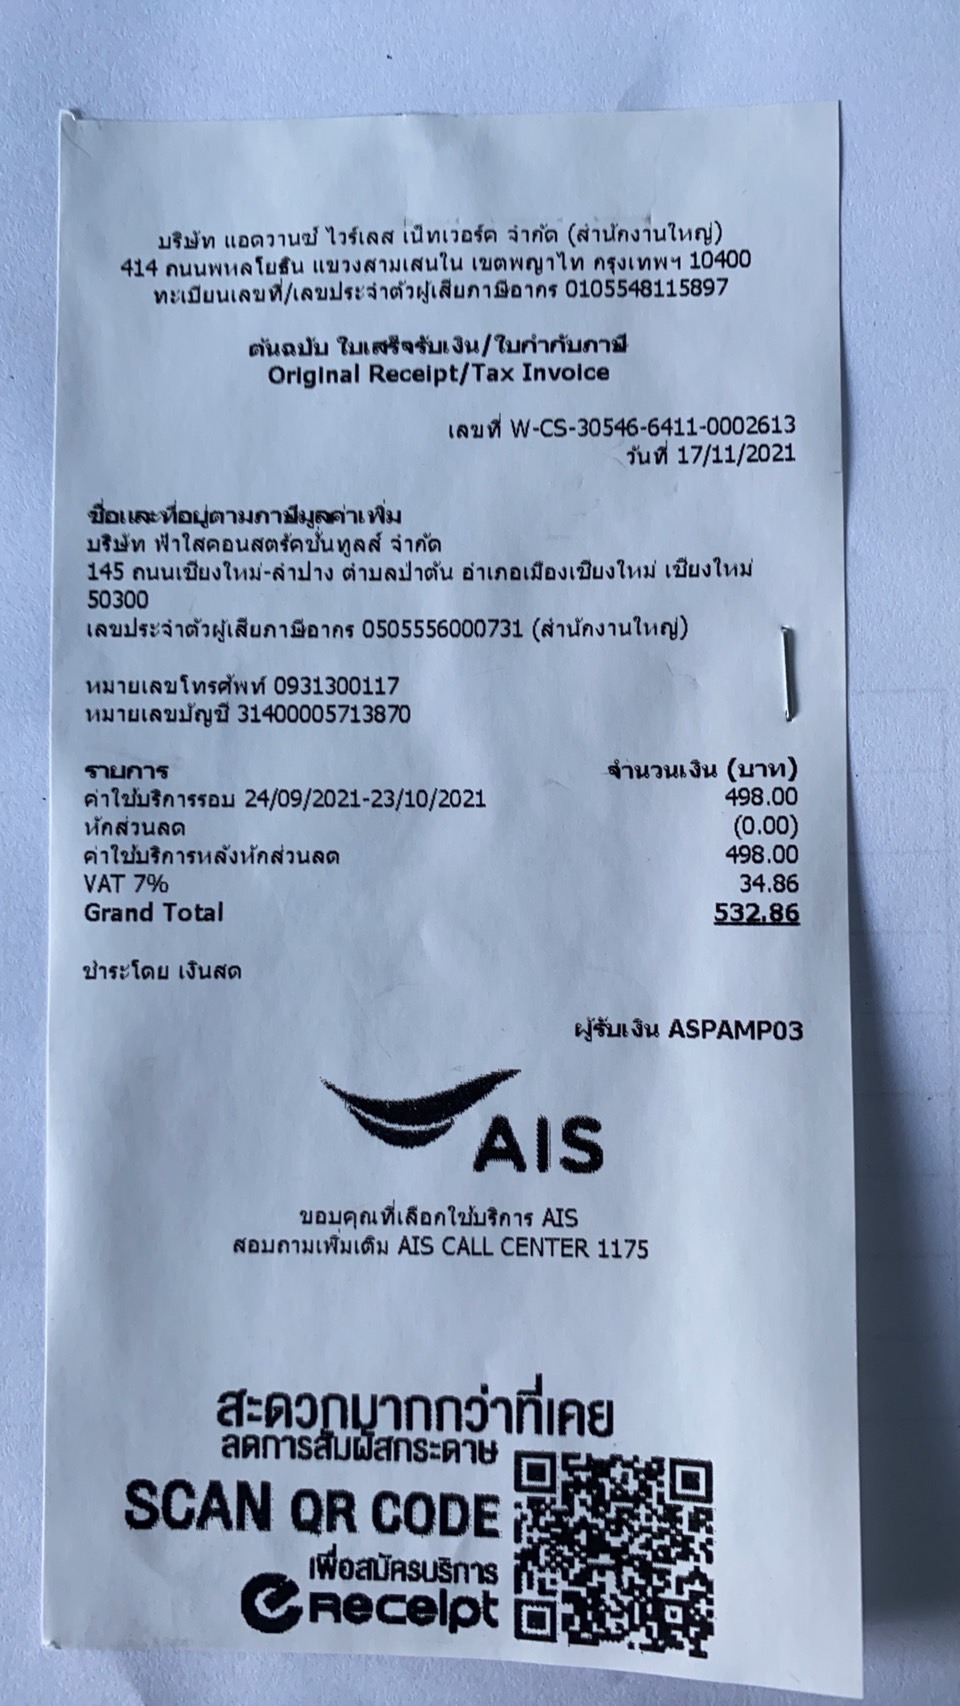 บริษัท แอดวานซ์ ไวร์เลส เน็ทเวอร์ค จำกัด (สำนักงานใหญ่)
414 ถนนพหลโยธิน แขวงสามเสนใน เขตพญาไท กรุงเทพฯ 10400
ทะเบียนเลขที่/เลขประจำตัวผู้เสียภาษีอากร 0105548115897
ต้นฉบับ ใบเสร็จรับเงิน/ใบกำกับภาษี
Original Receipt/Tax Invoice
เลขที่ W-CS-30546-6411-0002613
วันที่ 17/11/2021
ชื่อและที่อยู่ตามภาษีมูลค่าเพิ่ม
บริษัท ฟ้าใสคอนสตรัคชั่นทูลส์ จำกัด
145 ถนนเชียงใหม่-ลำปาง ตำบลป่าตัน อำเภอเมืองเชียงใหม่ เชียงใหม่
50300
เลขประจำตัวผู้เสียภาษีอากร 0505556000731 (สำนักงานใหญ่)
หมายเลขโทรศัพท์ 0931300117
หมายเลขบัญชี 31400005713870
รายการ จำนวนเงิน (บาท)
ค่าใช้บริการรอบ 24/09/2021-23/10/2021 498.00
หักส่วนลด (0.00)
ค่าใช้บริการหลังหักส่วนลด 498.00
VAT 7% 34.86
Grand Total 532.86
ชำระโดย เงินสด
ผู้รับเงิน ASPAMP03
AIS
ขอบคุณที่เลือกใช้บริการ AIS
สอบถามเพิ่มเติม AIS CALL CENTER 1175
สะดวกมากกว่าที่เคย
ลดการสัมผัสกระดาษ
SCAN QR CODE
เพื่อสมัครบริการ
eReceipt